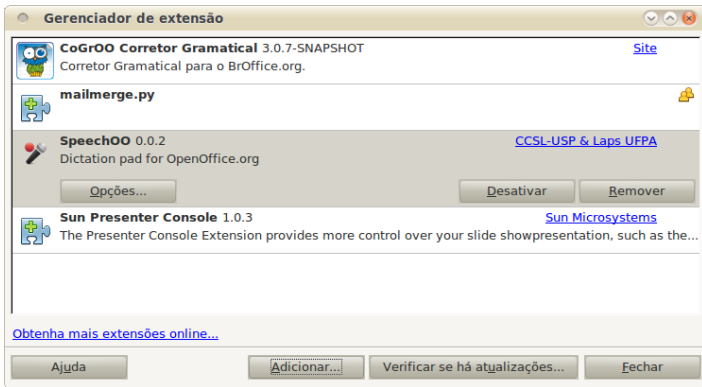 Gerenciador de extensão
CoGrOO Corretor Gramatical 3.0.7-SNAPSHOT Site
Corretor Gramatical para o BrOffice.org.
mailmerge.py
SpeechOO 0.0.2 CCSL-USP & Laps UFPA
Dictation pad for OpenOffice.org
Opções... Desativar Remover
Sun Presenter Console 1.0.3 Sun Microsystems
The Presenter Console Extension provides more control over your slide showpresentation, such as the...
Obtenha mais extensões online...
Ajuda Adicionar... Verificar se há atualizações... Fechar